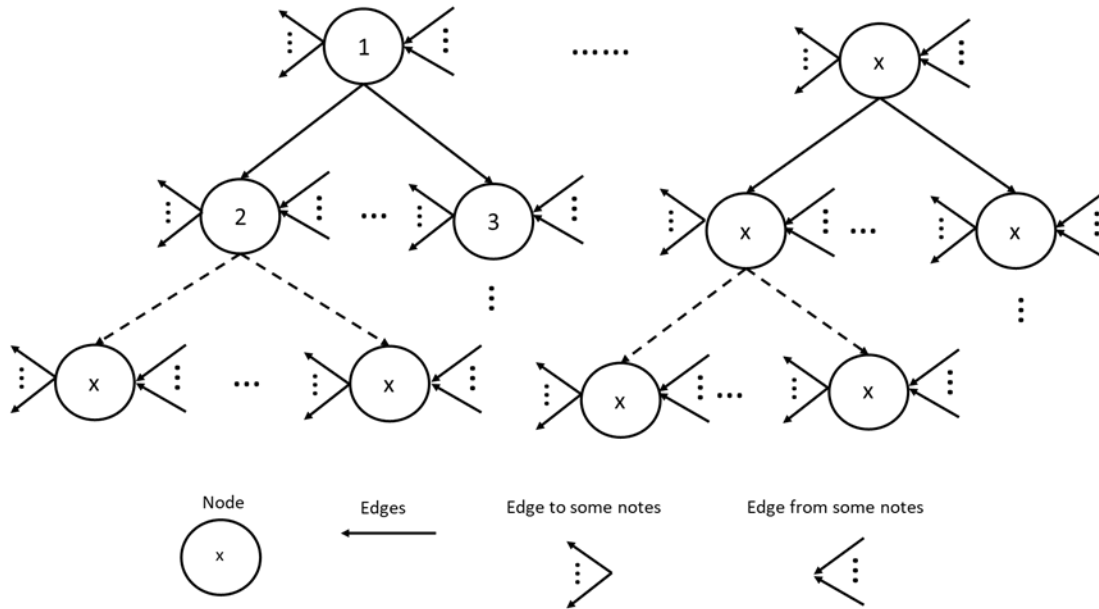 1
x
2
3
x
x
x
x
x
x
Node
Edges
Edge to some notes
Edge from some notes
x